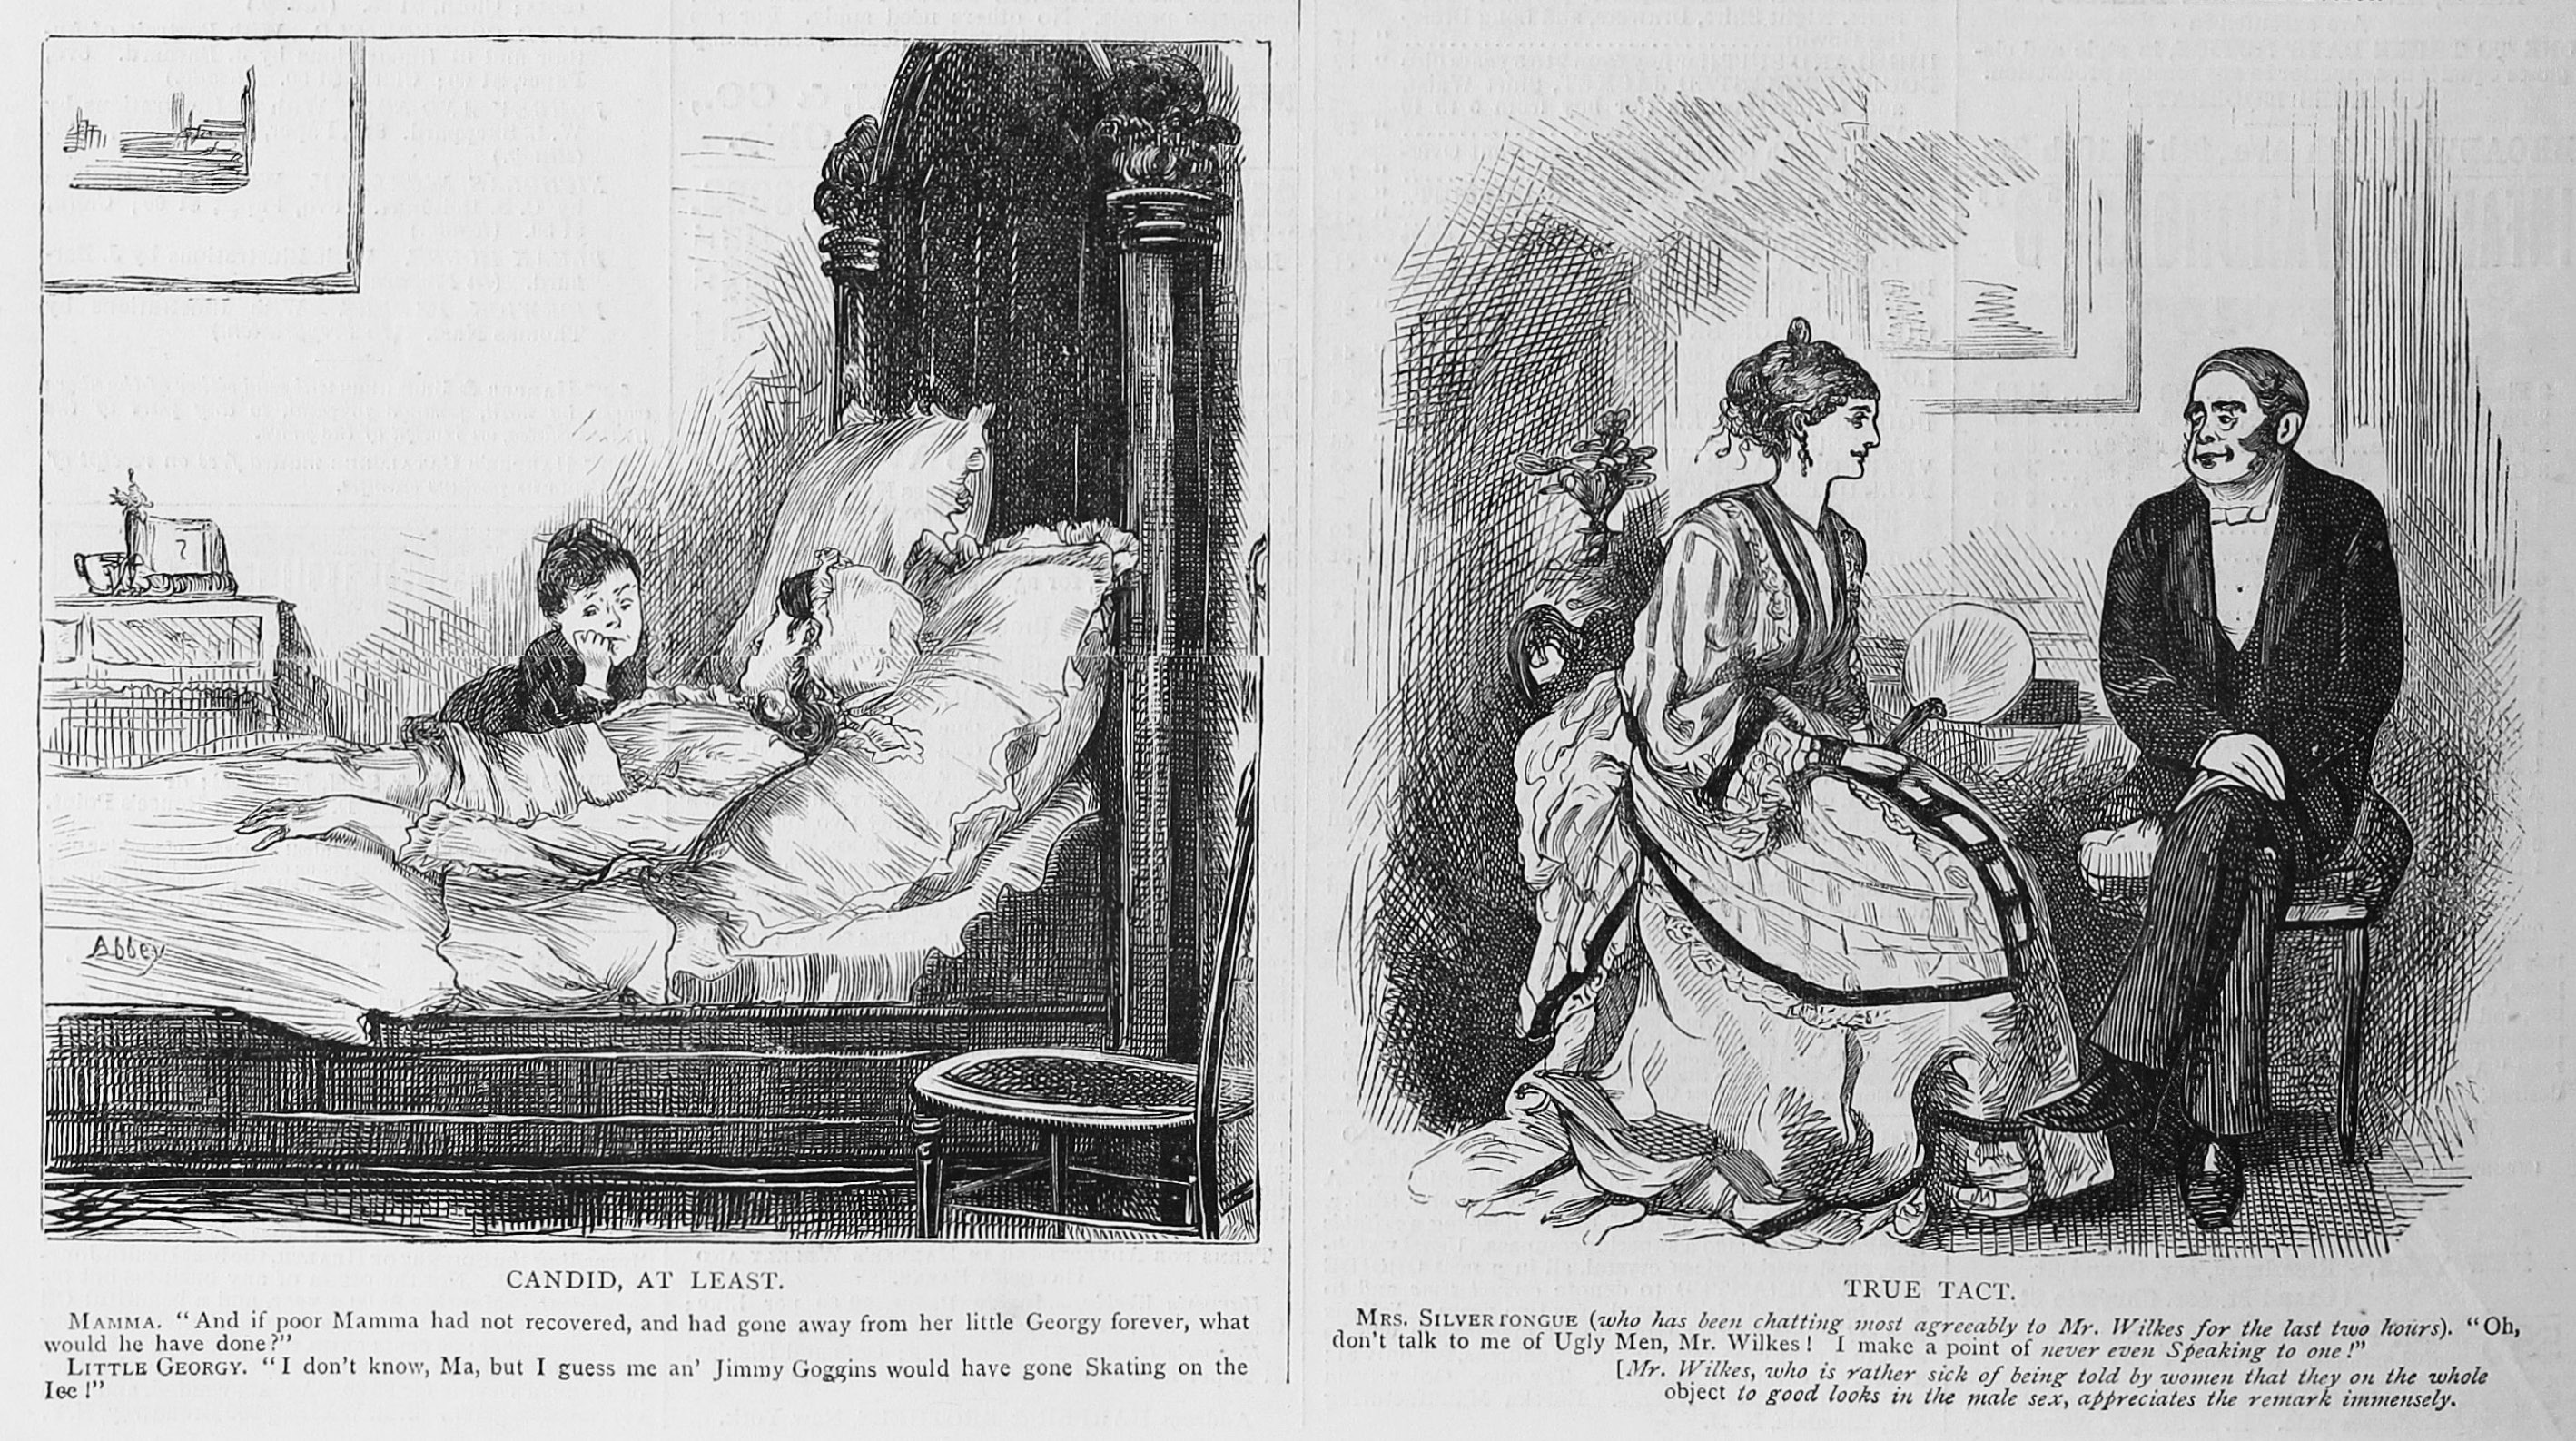 Abbey
CANDID, AT LEAST.
MAMMA. “And if poor Mamma had not recovered, and had gone away from her little Georgy forever, what
would he have done?”
LITTLE GEORGY. “I don’t know, Ma, but I guess me an’ Jimmy Goggins would have gone Skating on the
Ice!”
TRUE TACT.
MRS. SILVERTONGUE (who has been chatting most agreeably to Mr. Wilkes for the last two hours). “Oh,
don’t talk to me of Ugly Men, Mr. Wilkes! I make a point of never even Speaking to one!”
[Mr. Wilkes, who is rather sick of being told by women that they on the whole
object to good looks in the male sex, appreciates the remark immensely.